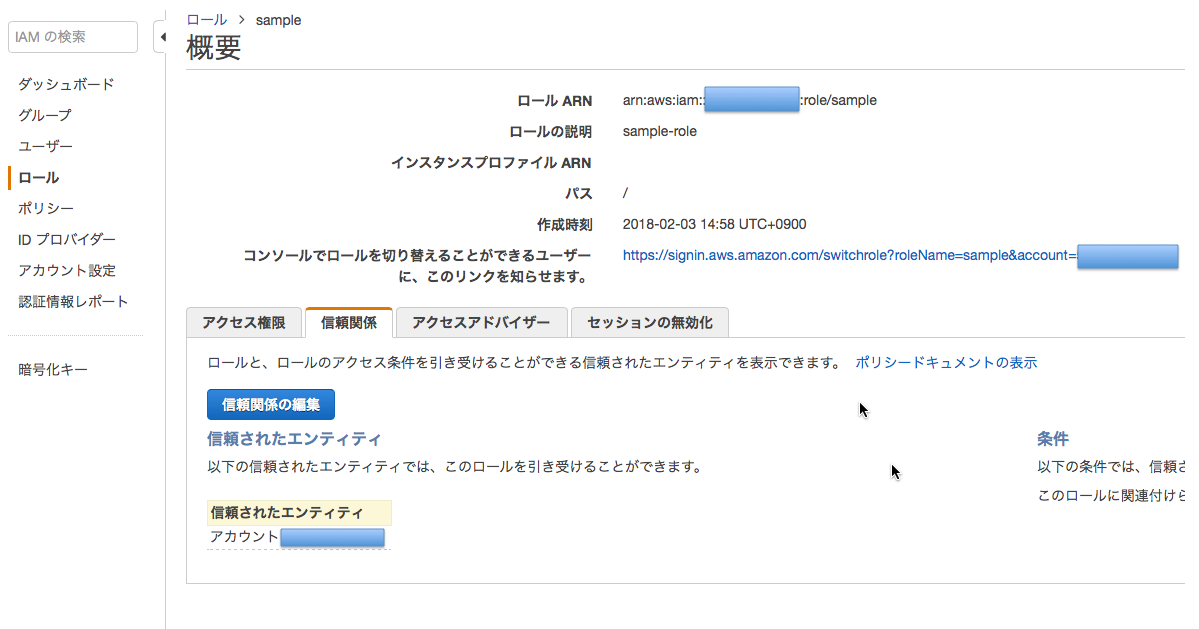 IAM の検索
ダッシュボード
グループ
ユーザー
ロール
ポリシー
ID プロバイダー
アカウント設定
認証情報レポート
暗号化キー
ロール > sample
概要
ロール ARN arn:aws:iam:: :role/sample
ロールの説明 sample-role
インスタンスプロファイル ARN
パス /
作成時刻 2018-02-03 14:58 UTC+0900
コンソールでロールを切り替えることができるユーザー https://signin.aws.amazon.com/switchrole?roleName=sample&account=
に、このリンクを知らせます。
アクセス権限 信頼関係 アクセスアドバイザー セッションの無効化
ロールと、ロールのアクセス条件を引き受けることができる信頼されたエンティティを表示できます。 ポリシードキュメントの表示
信頼関係の編集
信頼されたエンティティ 条件
以下の信頼されたエンティティでは、このロールを引き受けることができます。 以下の条件では、信頼さ
このロールに関連付けら
信頼されたエンティティ
アカウント